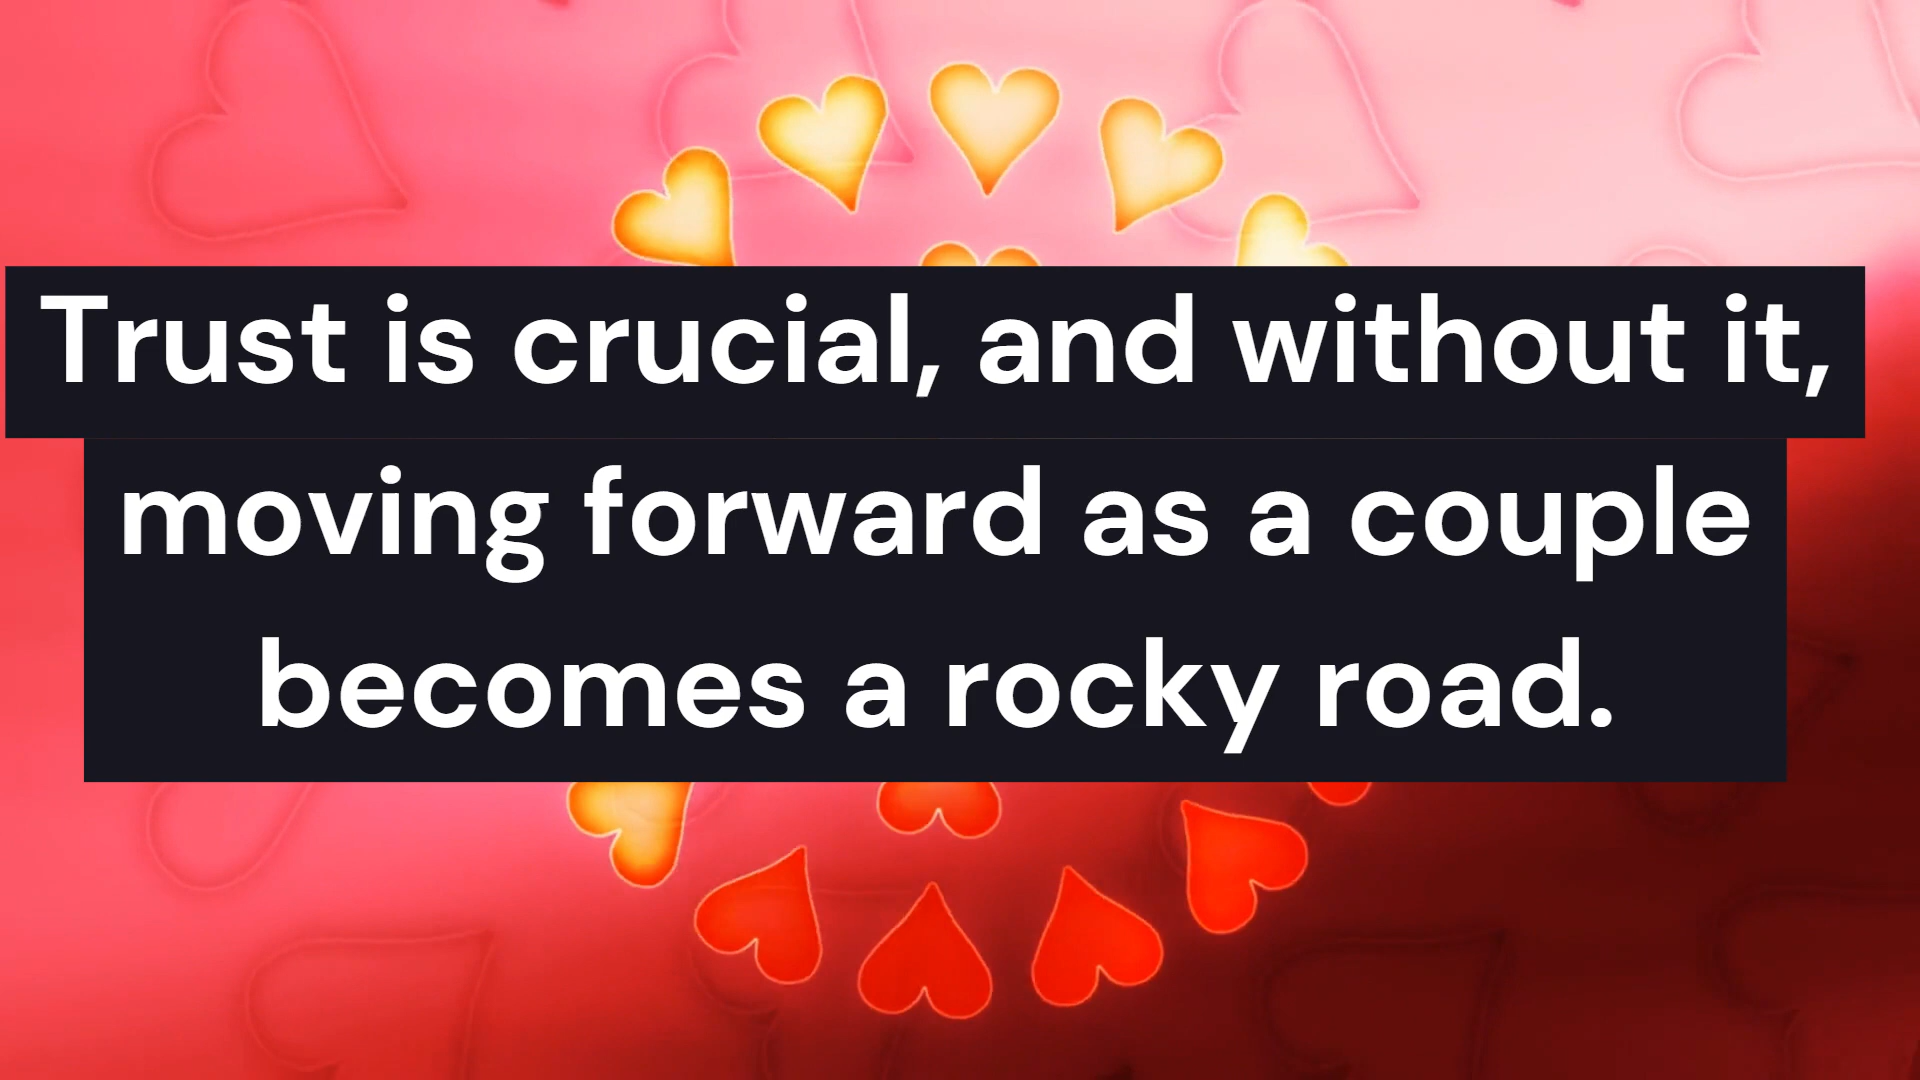 Trust is crucial, and without it,
moving forward as a couple
becomes a rocky road.